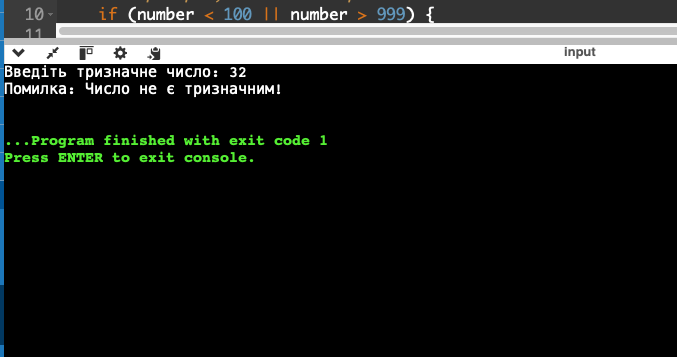 10 if (number < 100 || number > 999) {
11
input
Введіть тризначне число: 32
Помилка: Число не є тризначним!
...Program finished with exit code 1
Press ENTER to exit console.